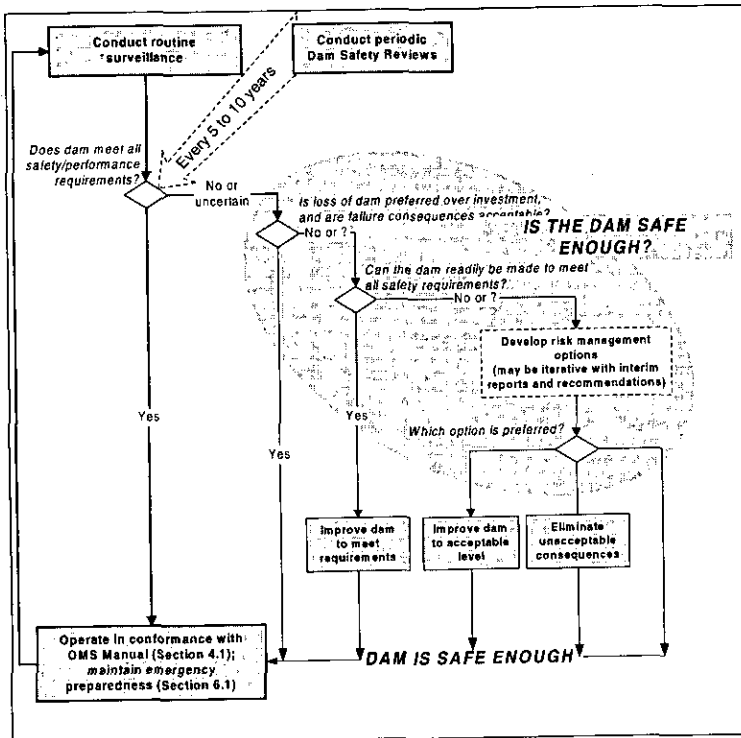 Conduct routine
surveillance
Conduct periodic
Dam Safety Reviews
Every 5 to 10 years
Does dam meet all
safety/performance
requirements?
No or
uncertain
Is loss of dam preferred over investment,
and are failure consequences acceptable?
No or ?
IS THE DAM SAFE
ENOUGH?
Can the dam readily be made to meet
all safety requirements?
No or ?
Develop risk management
options
(may be iterative with interim
reports and recommendations)
Yes
Yes
Yes
Which option is preferred?
Improve dam
to meet
requirements
Improve dam
to acceptable
level
Eliminate
unacceptable
consequences
Operate in conformance with
OMS Manual (Section 4.1);
maintain emergency
preparedness (Section 6.1)
DAM IS SAFE ENOUGH